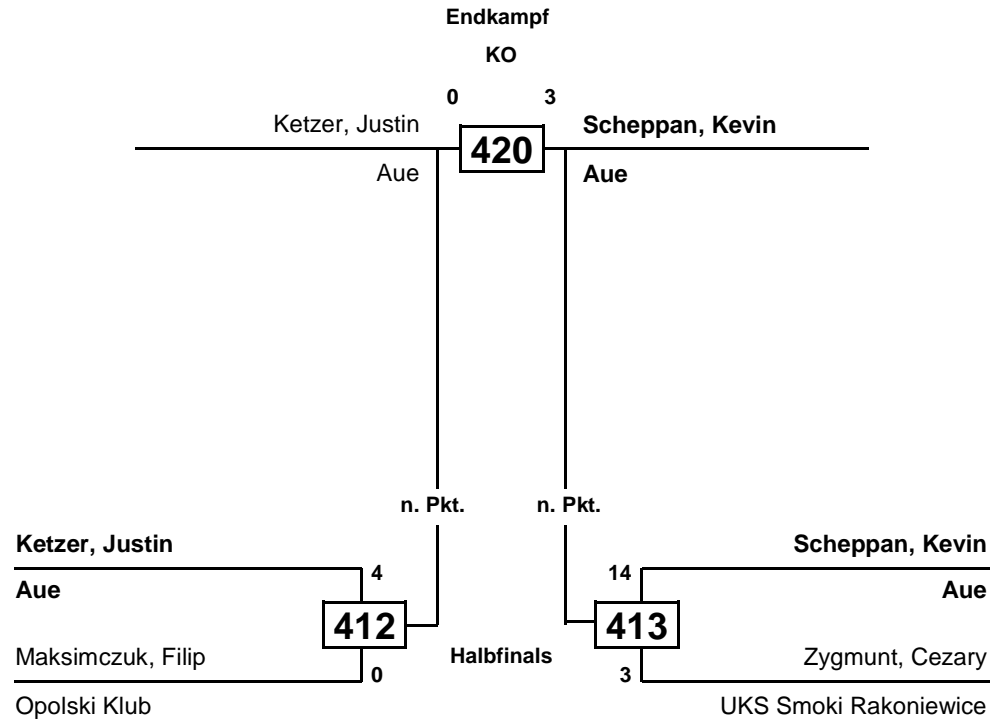 Endkampf
KO
0 3
Ketzer, Justin 420 Scheppan, Kevin
Aue Aue
n. Pkt. n. Pkt.
Ketzer, Justin Scheppan, Kevin
4 14
Aue Aue
412 413
Maksimczuk, Filip Halbfinals Zygmunt, Cezary
0 3
Opolski Klub UKS Smoki Rakoniewice